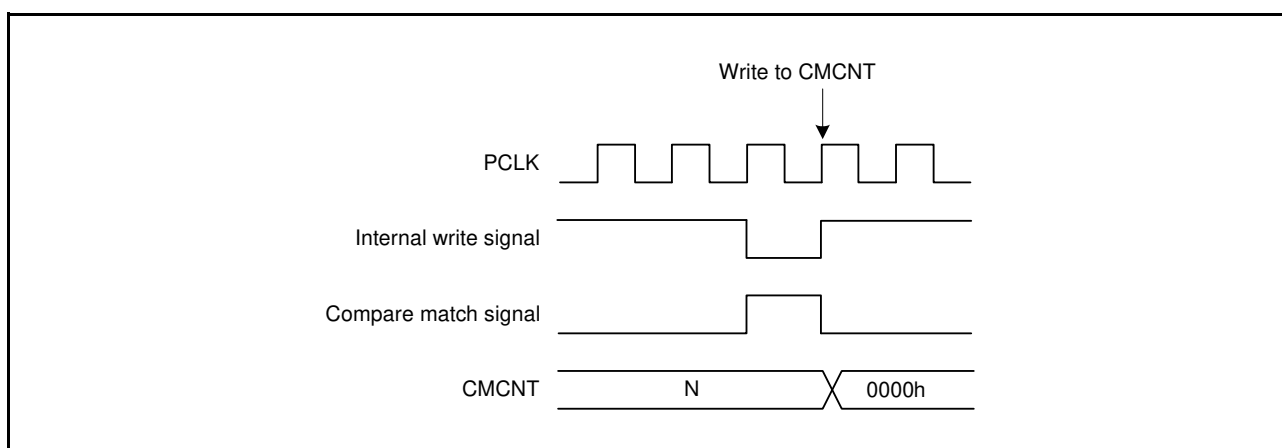 Write to CMCNT
PCLK
Internal write signal
Compare match signal
CMCNT N 0000h